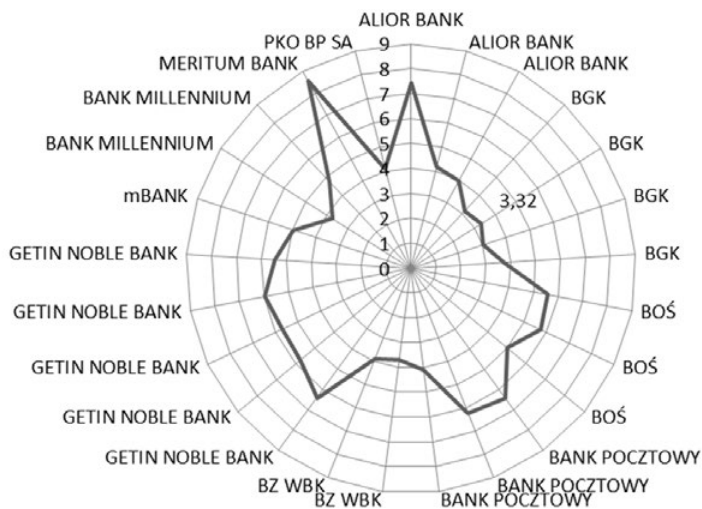 ALIOR BANK
ALIOR BANK
ALIOR BANK
BGK
BGK
BGK
BGK
BOŚ
BOŚ
BOŚ
BANK POCZTOWY
BANK POCZTOWY
BANK POCZTOWY
BZ WBK
BZ WBK
GETIN NOBLE BANK
GETIN NOBLE BANK
GETIN NOBLE BANK
GETIN NOBLE BANK
GETIN NOBLE BANK
mBANK
BANK MILLENNIUM
BANK MILLENNIUM
MERITUM BANK
PKO BP SA
9
8
7
6
5
4
3
2
1
0
3,32